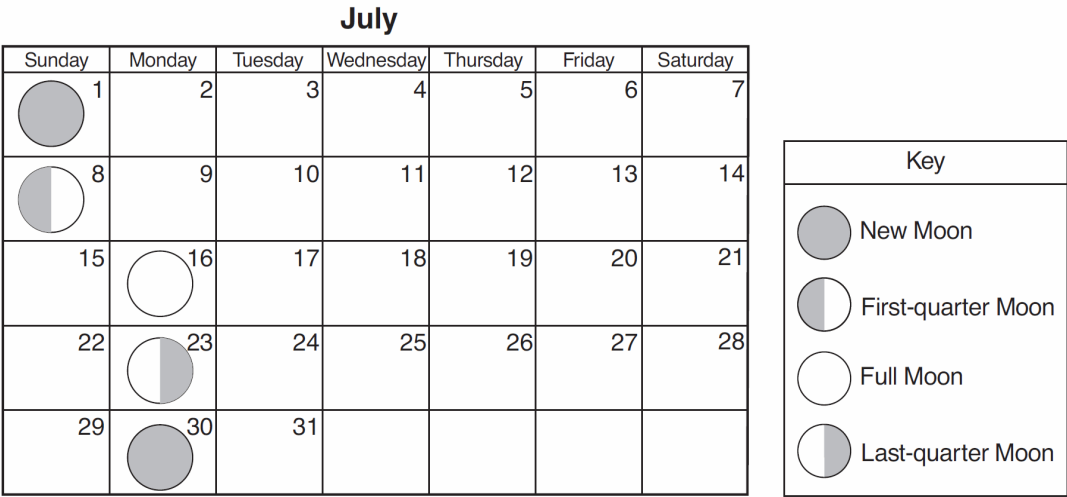 July
Sunday Monday Tuesday Wednesday Thursday Friday Saturday
1 2 3 4 5 6 7
8 9 10 11 12 13 14
15 16 17 18 19 20 21
22 23 24 25 26 27 28
29 30 31
Key
New Moon
First-quarter Moon
Full Moon
Last-quarter Moon